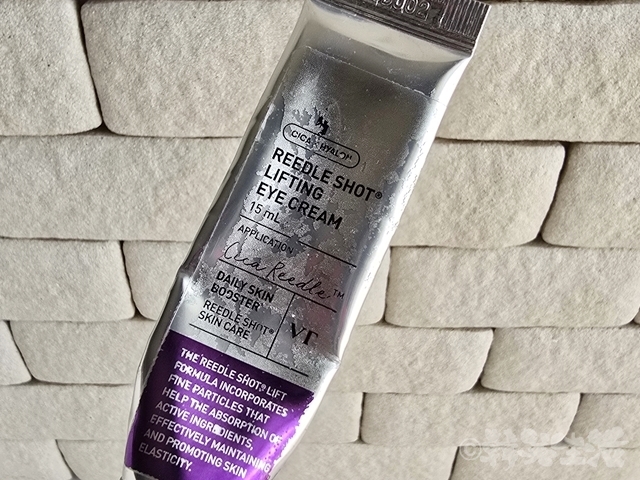 CICA × HYALON
REEDLE SHOT®
LIFTING
EYE CREAM
15 mL
APPLICATION
Cica Reedle™
DAILY SKIN
BOOSTER
REEDLE SHOT®
SKIN CARE
VT
THE REEDLE SHOT® LIFT
FORMULA INCORPORATES
FINE PARTICLES THAT
HELP THE ABSORPTION OF
ACTIVE INGREDIENTS,
EFFECTIVELY MAINTAINING
AND PROMOTING SKIN
ELASTICITY.